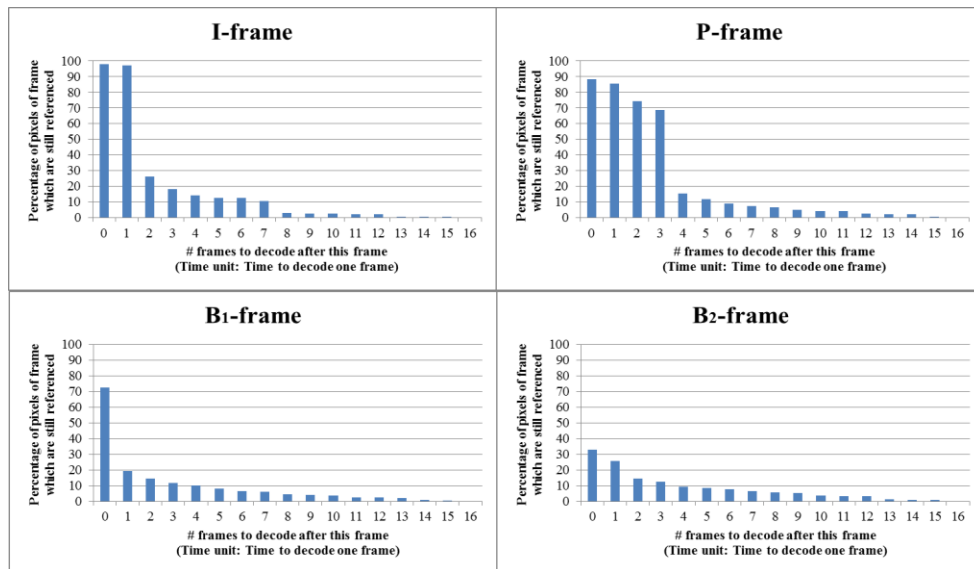 I-frame
Percentage of pixels of frame
which are still referenced
100
90
80
70
60
50
40
30
20
10
0
0 1 2 3 4 5 6 7 8 9 10 11 12 13 14 15 16
# frames to decode after this frame
(Time unit: Time to decode one frame)
P-frame
Percentage of pixels of frame
which are still referenced
100
90
80
70
60
50
40
30
20
10
0
0 1 2 3 4 5 6 7 8 9 10 11 12 13 14 15 16
# frames to decode after this frame
(Time unit: Time to decode one frame)
B1-frame
Percentage of pixels of frame
which are still referenced
100
90
80
70
60
50
40
30
20
10
0
0 1 2 3 4 5 6 7 8 9 10 11 12 13 14 15 16
# frames to decode after this frame
(Time unit: Time to decode one frame)
B2-frame
Percentage of pixels of frame
which are still referenced
100
90
80
70
60
50
40
30
20
10
0
0 1 2 3 4 5 6 7 8 9 10 11 12 13 14 15 16
# frames to decode after this frame
(Time unit: Time to decode one frame)